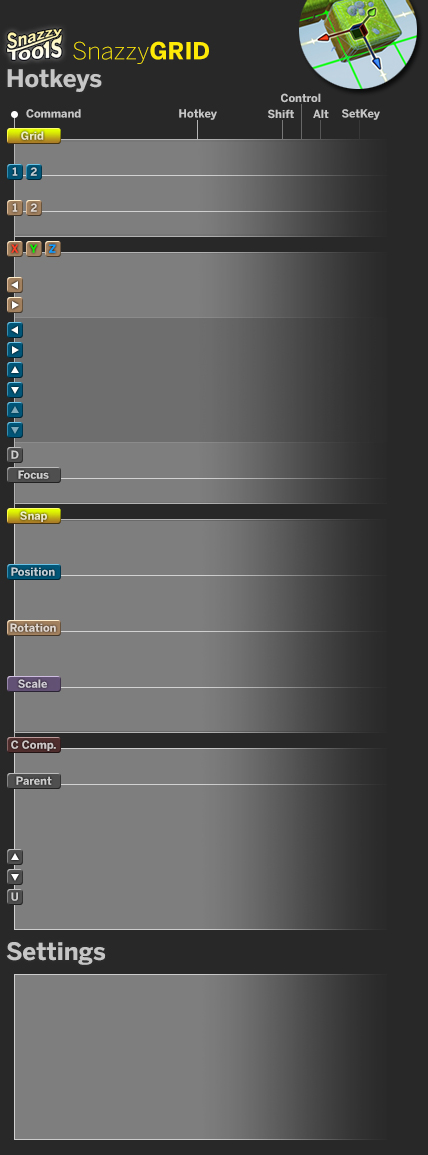 Snazzy
TOOLS
SnazzyGRID
Hotkeys
Control
Command Hotkey Shift Alt SetKey
Grid
1 2
1 2
X Y Z
D
Focus
Snap
Position
Rotation
Scale
C Comp.
Parent
U
Settings